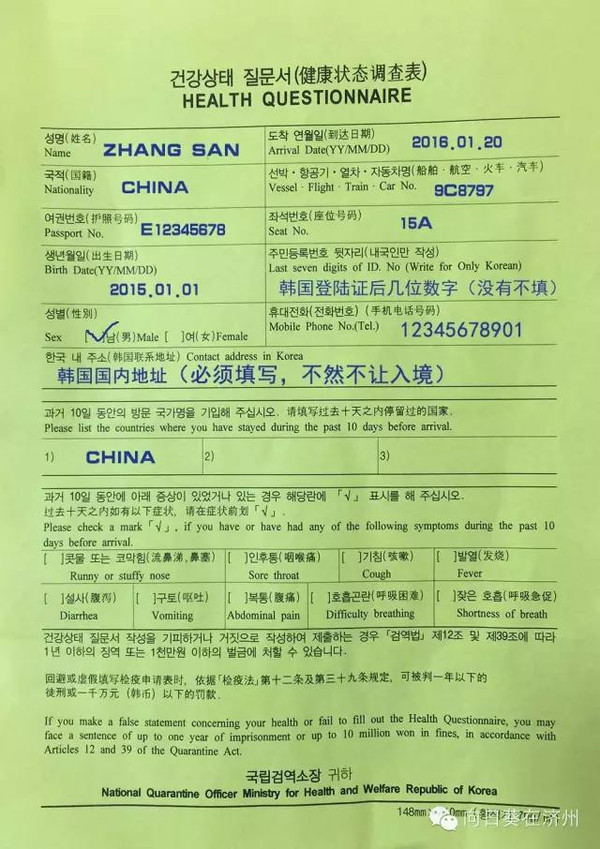 건강상태 질문서(健康状态调查表)
HEALTH QUESTIONNAIRE
성명(姓名)
Name ZHANG SAN
도착 연월일(到达日期)
Arrival Date(YY/MM/DD) 2016.01.20
국적(国籍)
Nationality CHINA
선박·항공기·열차·자동차명(船舶·航空·火车·汽车)
Vessel·Flight·Train·Car No. 9C8797
여권번호(护照号码)
Passport No. E12345678
좌석번호(座位号码)
Seat No. 15A
생년월일(出生日期)
Birth Date(YY/MM/DD)
2015.01.01
주민등록번호 뒷자리(내국인만 작성)
Last seven digits of ID. No (Write for Only Korean)
韩国登陆证后几位数字（没有不填）
성별(性別)
Sex [✓]남(男)Male [ ]여(女)Female
휴대전화(전화번호) (手机电话号码)
Mobile Phone No.(Tel.) 12345678901
한국 내 주소(韩国联系地址) Contact address in Korea
韩国国内地址（必须填写，不然不让入境）
과거 10일 동안의 방문 국가명을 기입해 주십시오. 请填写过去十天之内停留过的国家.
Please list the countries where you have stayed during the past 10 days before arrival.
1) CHINA 2) 3)
과거 10일 동안에 아래 증상이 있었거나 있는 경우 해당란에 「√」 표시를 해 주십시오.
过去十天之内如有以下症状, 请在症状前划「√」.
Please check a mark「√」, if you have or have had any of the following symptoms during the past 10
days before arrival.
[ ]콧물 또는 코막힘(流鼻涕,鼻塞) [ ]인후통(咽喉痛) [ ]기침(咳嗽) [ ]발열(发烧)
Runny or stuffy nose Sore throat Cough Fever
[ ]설사(腹泻) [ ]구토(呕吐) [ ]복통(腹痛) [ ]호흡곤란(呼吸困难) [ ]잦은 호흡(呼吸急促)
Diarrhea Vomiting Abdominal pain Difficulty breathing Shortness of breath
건강상태 질문서 작성을 기피하거나 거짓으로 작성하여 제출하는 경우「검역법」제12조 및 제39조에 따라
1년 이하의 징역 또는 1천만원 이하의 벌금에 처할 수 있습니다.
回避或虚假填写检疫申请表时, 依据「检疫法」第十二条及第三十九条规定, 可被判一年以下的
徒刑或一千万元 (韩币) 以下的罚款.
If you make a false statement concerning your health or fail to fill out the Health Questionnaire, you may
face a sentence of up to one year of imprisonment or up to 10 million won in fines, in accordance with
Articles 12 and 39 of the Quarantine Act.
국립검역소장 귀하
National Quarantine Officer Ministry for Health and Welfare Republic of Korea
148mm×
向日葵在济州